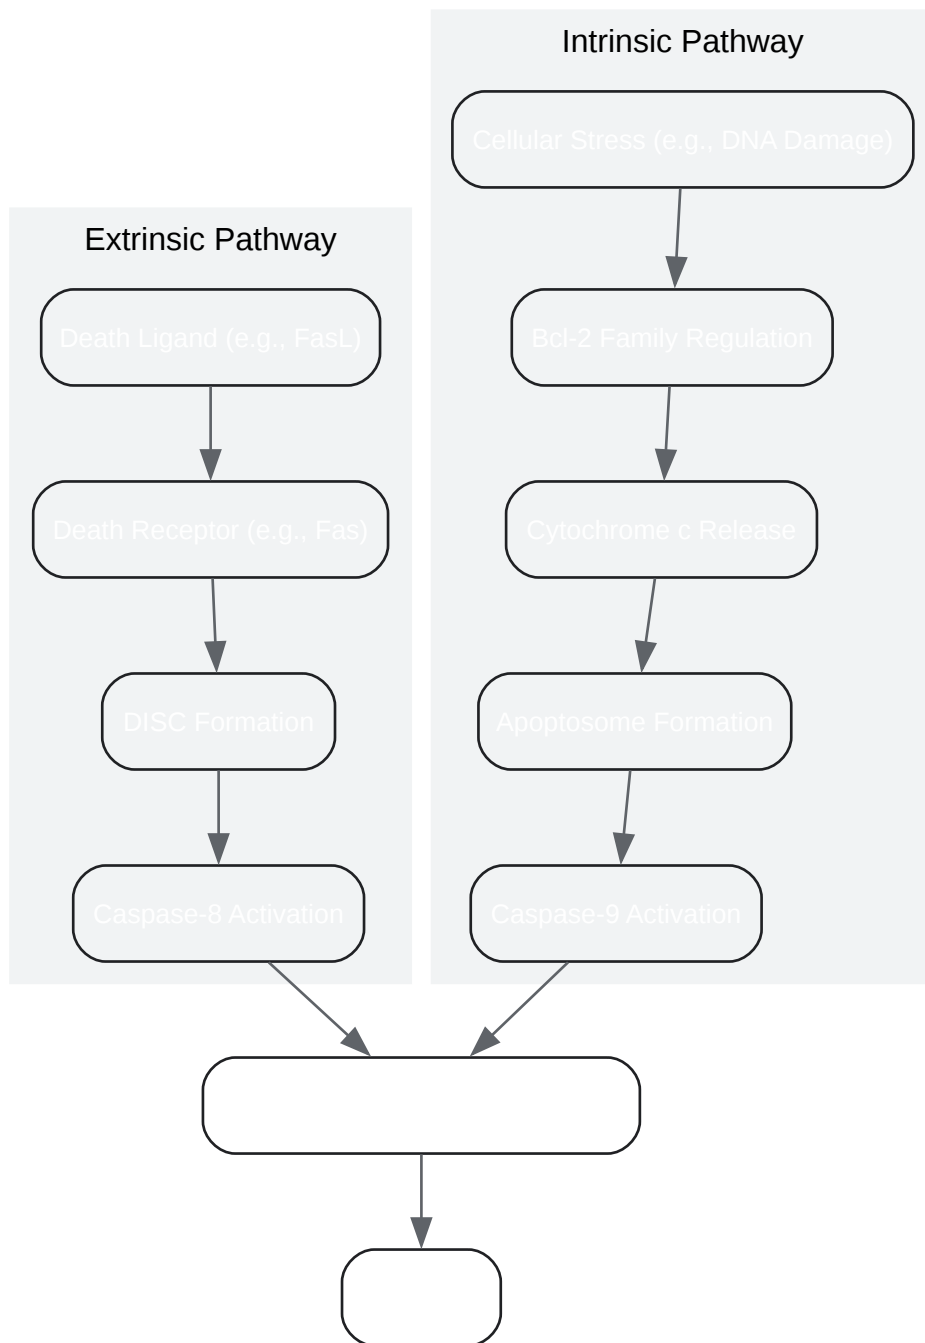 Intrinsic Pathway
Cellular Stress (e.g., DNA Damage)
Extrinsic Pathway
Death Ligand (e.g., FasL)
Bcl-2 Family Regulation
Death Receptor (e.g., Fas)
Cytochrome c Release
DISC Formation
Apoptosome Formation
Caspase-8 Activation
Caspase-9 Activation